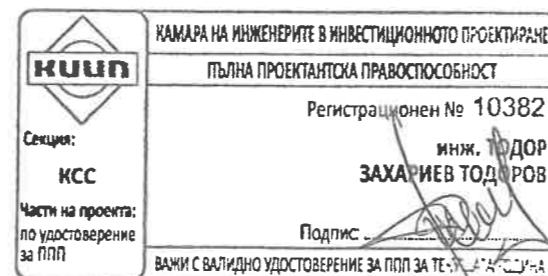 КАМАРА НА ИНЖЕНЕРИТЕ В ИНВЕСТИЦИОННОТО ПРОЕКТИРАНЕ
КИИП
ПЪЛНА ПРОЕКТАНТСКА ПРАВОСПОСОБНОСТ
Регистрационен № 10382
Секция:
КСС
инж. ТОДОР
ЗАХАРИЕВ ТОДОРОВ
Части на проекта:
по удостоверение
за ППП
Подпис
ВАЖИ С ВАЛИДНО УДОСТОВЕРЕНИЕ ЗА ППП ЗА